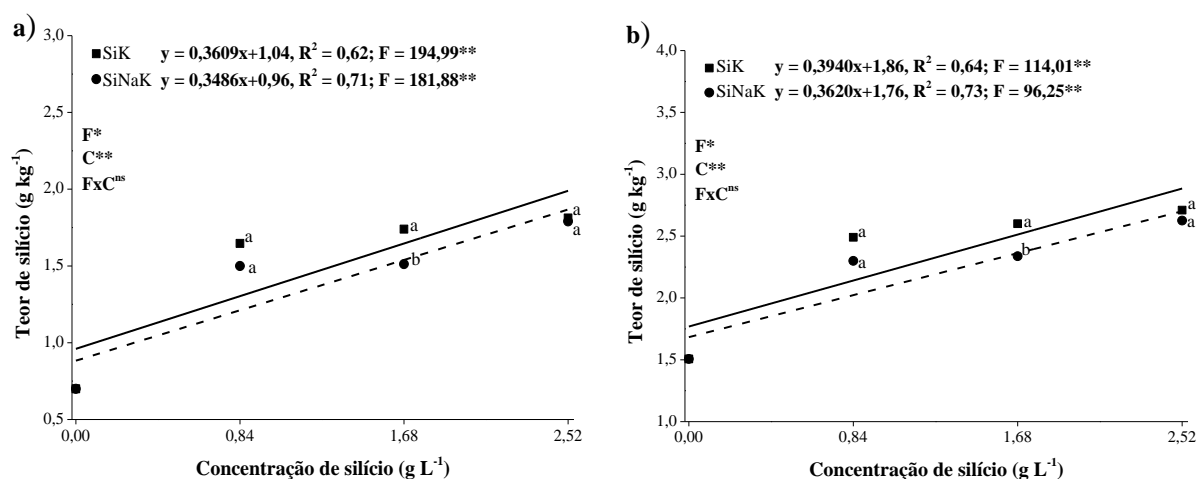 a)
SiK y = 0,3609x+1,04, R² = 0,62; F = 194,99**
SiNaK y = 0,3486x+0,96, R² = 0,71; F = 181,88**
F*
C**
FxCⁿˢ
3,0
2,5
2,0
1,5
1,0
0,5
a
a
a
b
a
a
0,00
0,84
1,68
2,52
Teor de silício (g kg⁻¹)
Concentração de silício (g L⁻¹)
b)
SiK y = 0,3940x+1,86, R² = 0,64; F = 114,01**
SiNaK y = 0,3620x+1,76, R² = 0,73; F = 96,25**
F*
C**
FxCⁿˢ
4,0
3,5
3,0
2,5
2,0
1,5
1,0
a
a
a
b
a
a
0,00
0,84
1,68
2,52
Teor de silício (g kg⁻¹)
Concentração de silício (g L⁻¹)